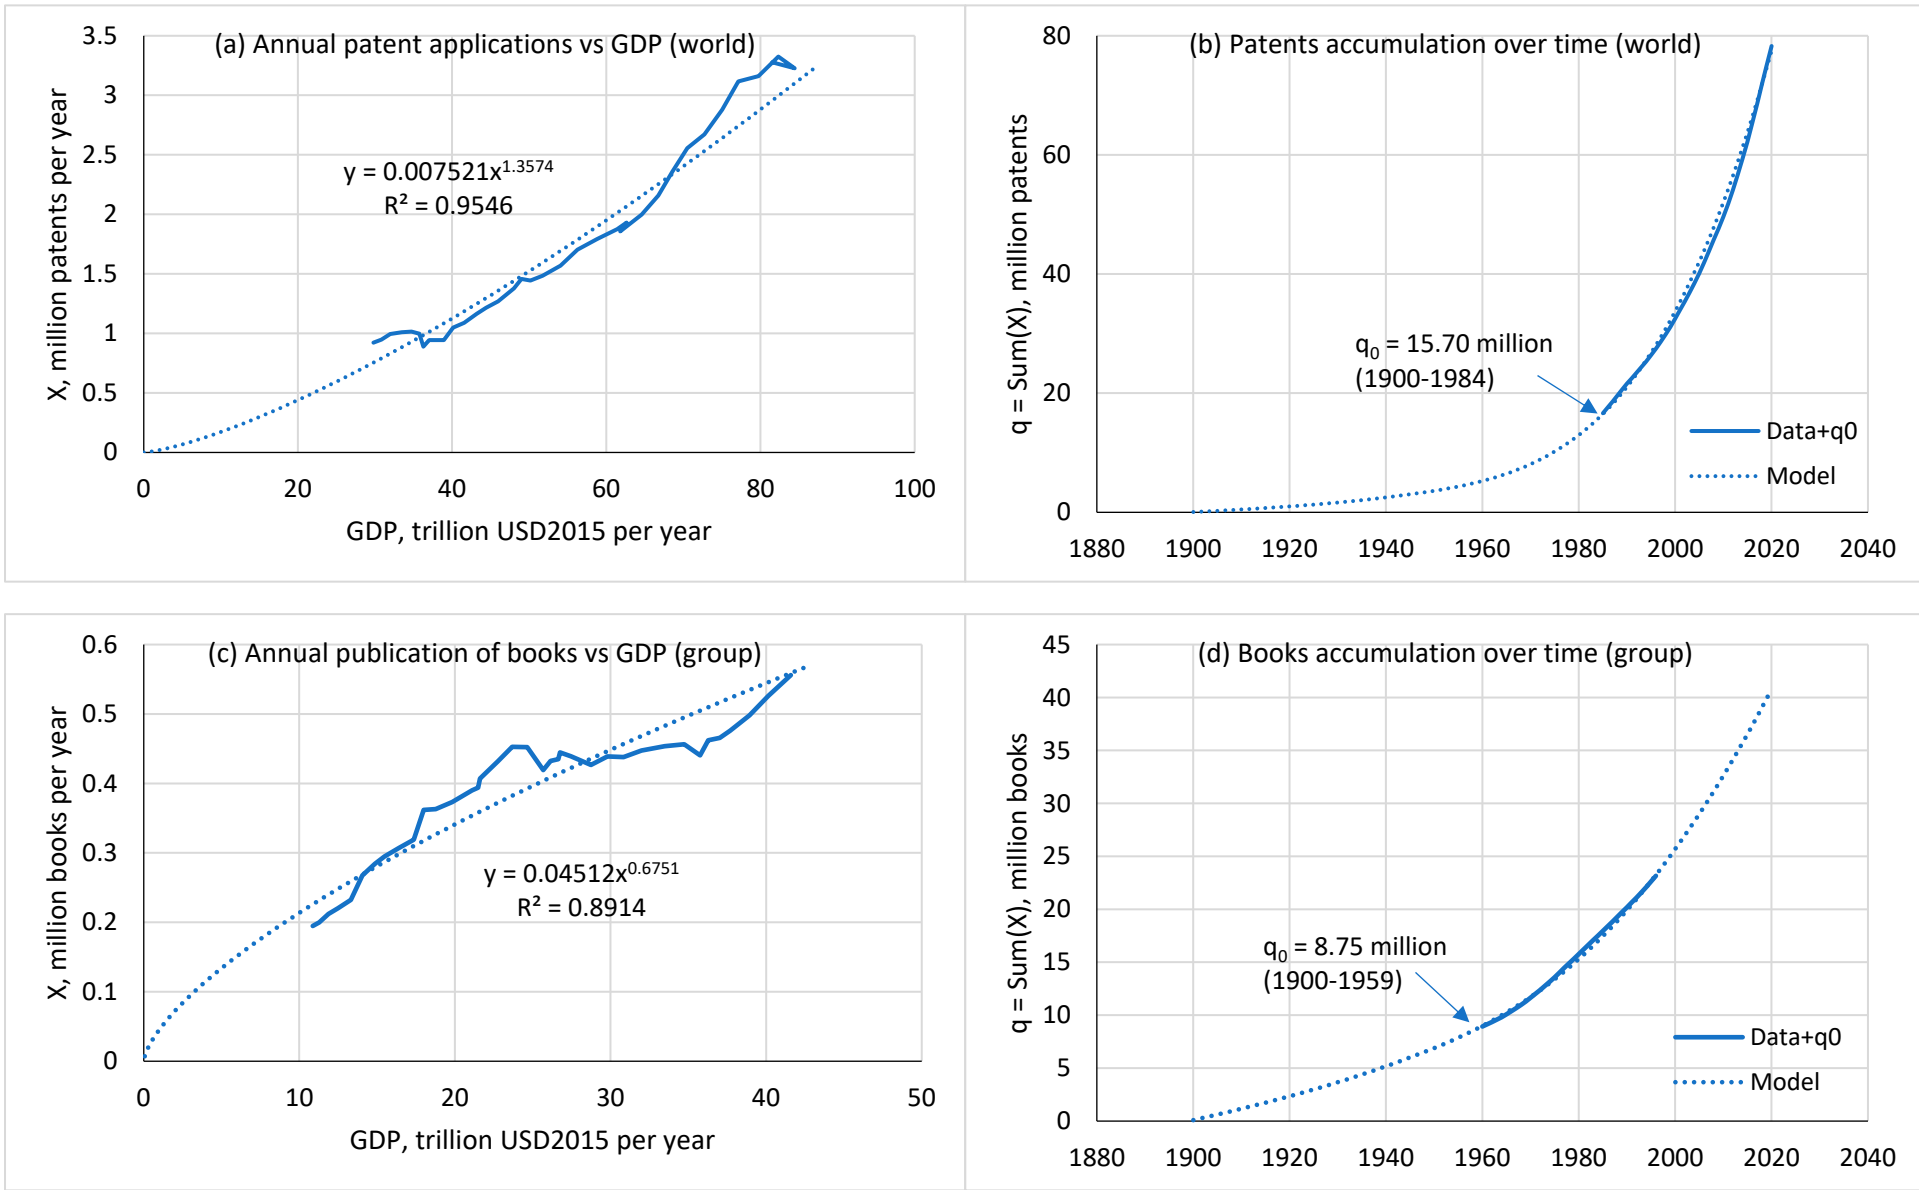 (a) Annual patent applications vs GDP (world)
X, million patents per year
3.5
3
2.5
2
1.5
1
0.5
0
y = 0.007521x^1.3574
R² = 0.9546
0 20 40 60 80 100
GDP, trillion USD2015 per year
(b) Patents accumulation over time (world)
q = Sum(X), million patents
80
60
40
20
0
q₀ = 15.70 million
(1900-1984)
Data+q0
Model
1880 1900 1920 1940 1960 1980 2000 2020 2040
(c) Annual publication of books vs GDP (group)
X, million books per year
0.6
0.5
0.4
0.3
0.2
0.1
0
y = 0.04512x^0.6751
R² = 0.8914
0 10 20 30 40 50
GDP, trillion USD2015 per year
(d) Books accumulation over time (group)
q = Sum(X), million books
45
40
35
30
25
20
15
10
5
0
q₀ = 8.75 million
(1900-1959)
Data+q0
Model
1880 1900 1920 1940 1960 1980 2000 2020 2040